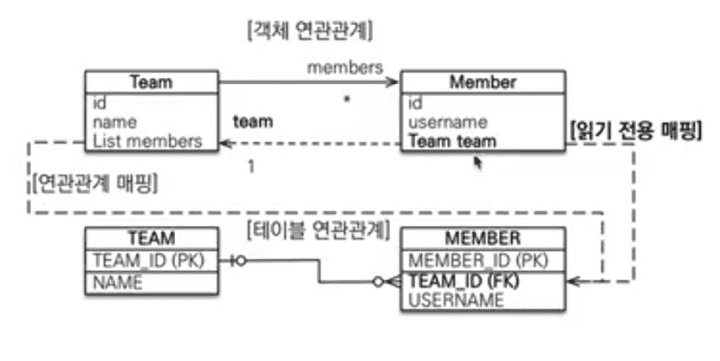 [객체 연관관계]
Team
id
name
List members
members
*
team
1
Member
id
username
Team team
[읽기 전용 매핑]
[연관관계 매핑]
[테이블 연관관계]
TEAM
TEAM_ID (PK)
NAME
MEMBER
MEMBER_ID (PK)
TEAM_ID (FK)
USERNAME